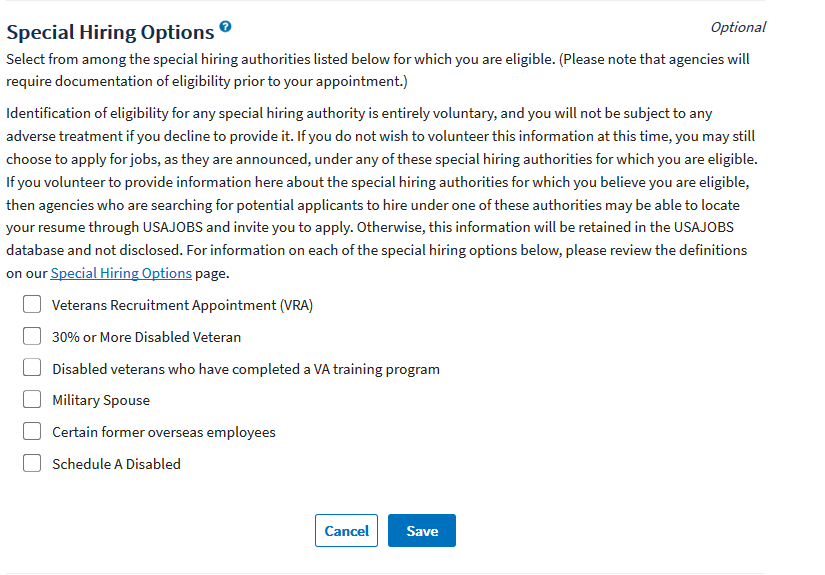 Special Hiring Options ?
Optional
Select from among the special hiring authorities listed below for which you are eligible. (Please note that agencies will
require documentation of eligibility prior to your appointment.)
Identification of eligibility for any special hiring authority is entirely voluntary, and you will not be subject to any
adverse treatment if you decline to provide it. If you do not wish to volunteer this information at this time, you may still
choose to apply for jobs, as they are announced, under any of these special hiring authorities for which you are eligible.
If you volunteer to provide information here about the special hiring authorities for which you believe you are eligible,
then agencies who are searching for potential applicants to hire under one of these authorities may be able to locate
your resume through USAJOBS and invite you to apply. Otherwise, this information will be retained in the USAJOBS
database and not disclosed. For information on each of the special hiring options below, please review the definitions
on our Special Hiring Options page.
Veterans Recruitment Appointment (VRA)
30% or More Disabled Veteran
Disabled veterans who have completed a VA training program
Military Spouse
Certain former overseas employees
Schedule A Disabled
Cancel
Save